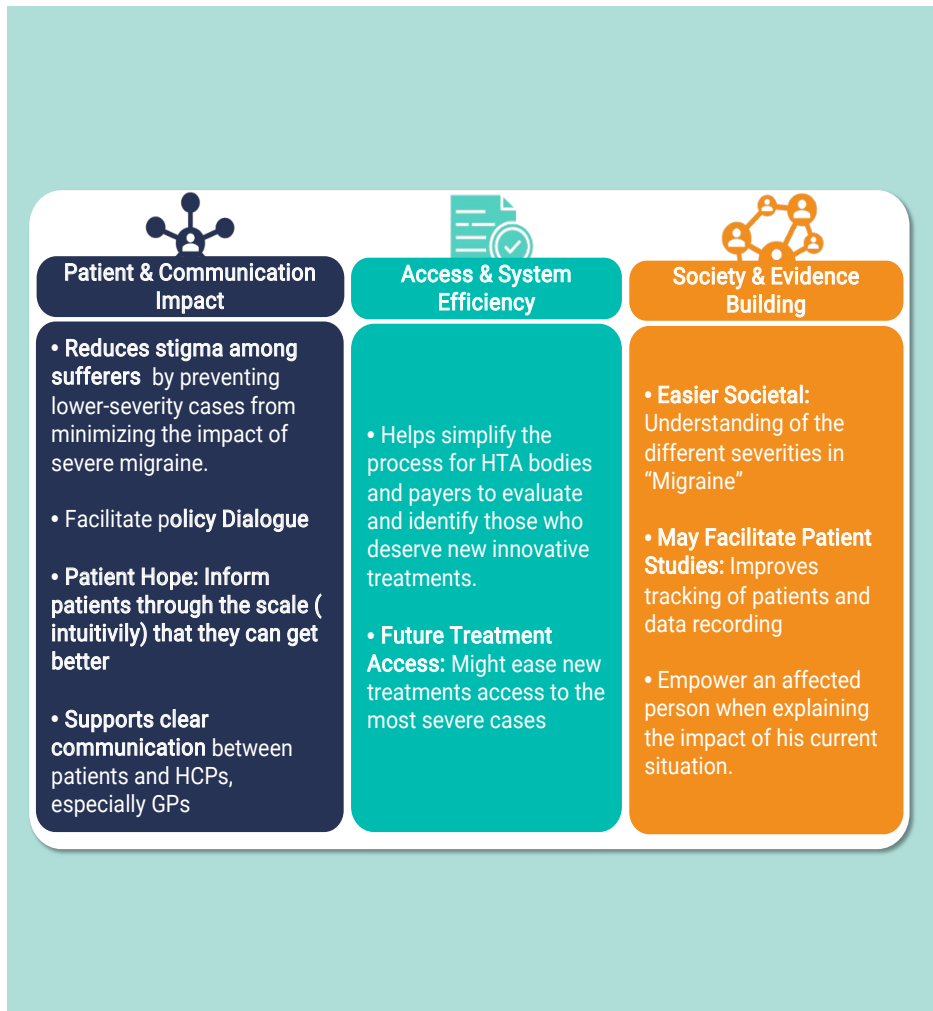 Patient & Communication
Impact
• Reduces stigma among
sufferers by preventing
lower-severity cases from
minimizing the impact of
severe migraine.
• Facilitate policy Dialogue
• Patient Hope: Inform
patients through the scale (
intuitivily) that they can get
better
• Supports clear
communication between
patients and HCPs,
especially GPs
Access & System
Efficiency
• Helps simplify the
process for HTA bodies
and payers to evaluate
and identify those who
deserve new innovative
treatments.
• Future Treatment
Access: Might ease new
treatments access to the
most severe cases
Society & Evidence
Building
• Easier Societal:
Understanding of the
different severities in
“Migraine”
• May Facilitate Patient
Studies: Improves
tracking of patients and
data recording
• Empower an affected
person when explaining
the impact of his current
situation.